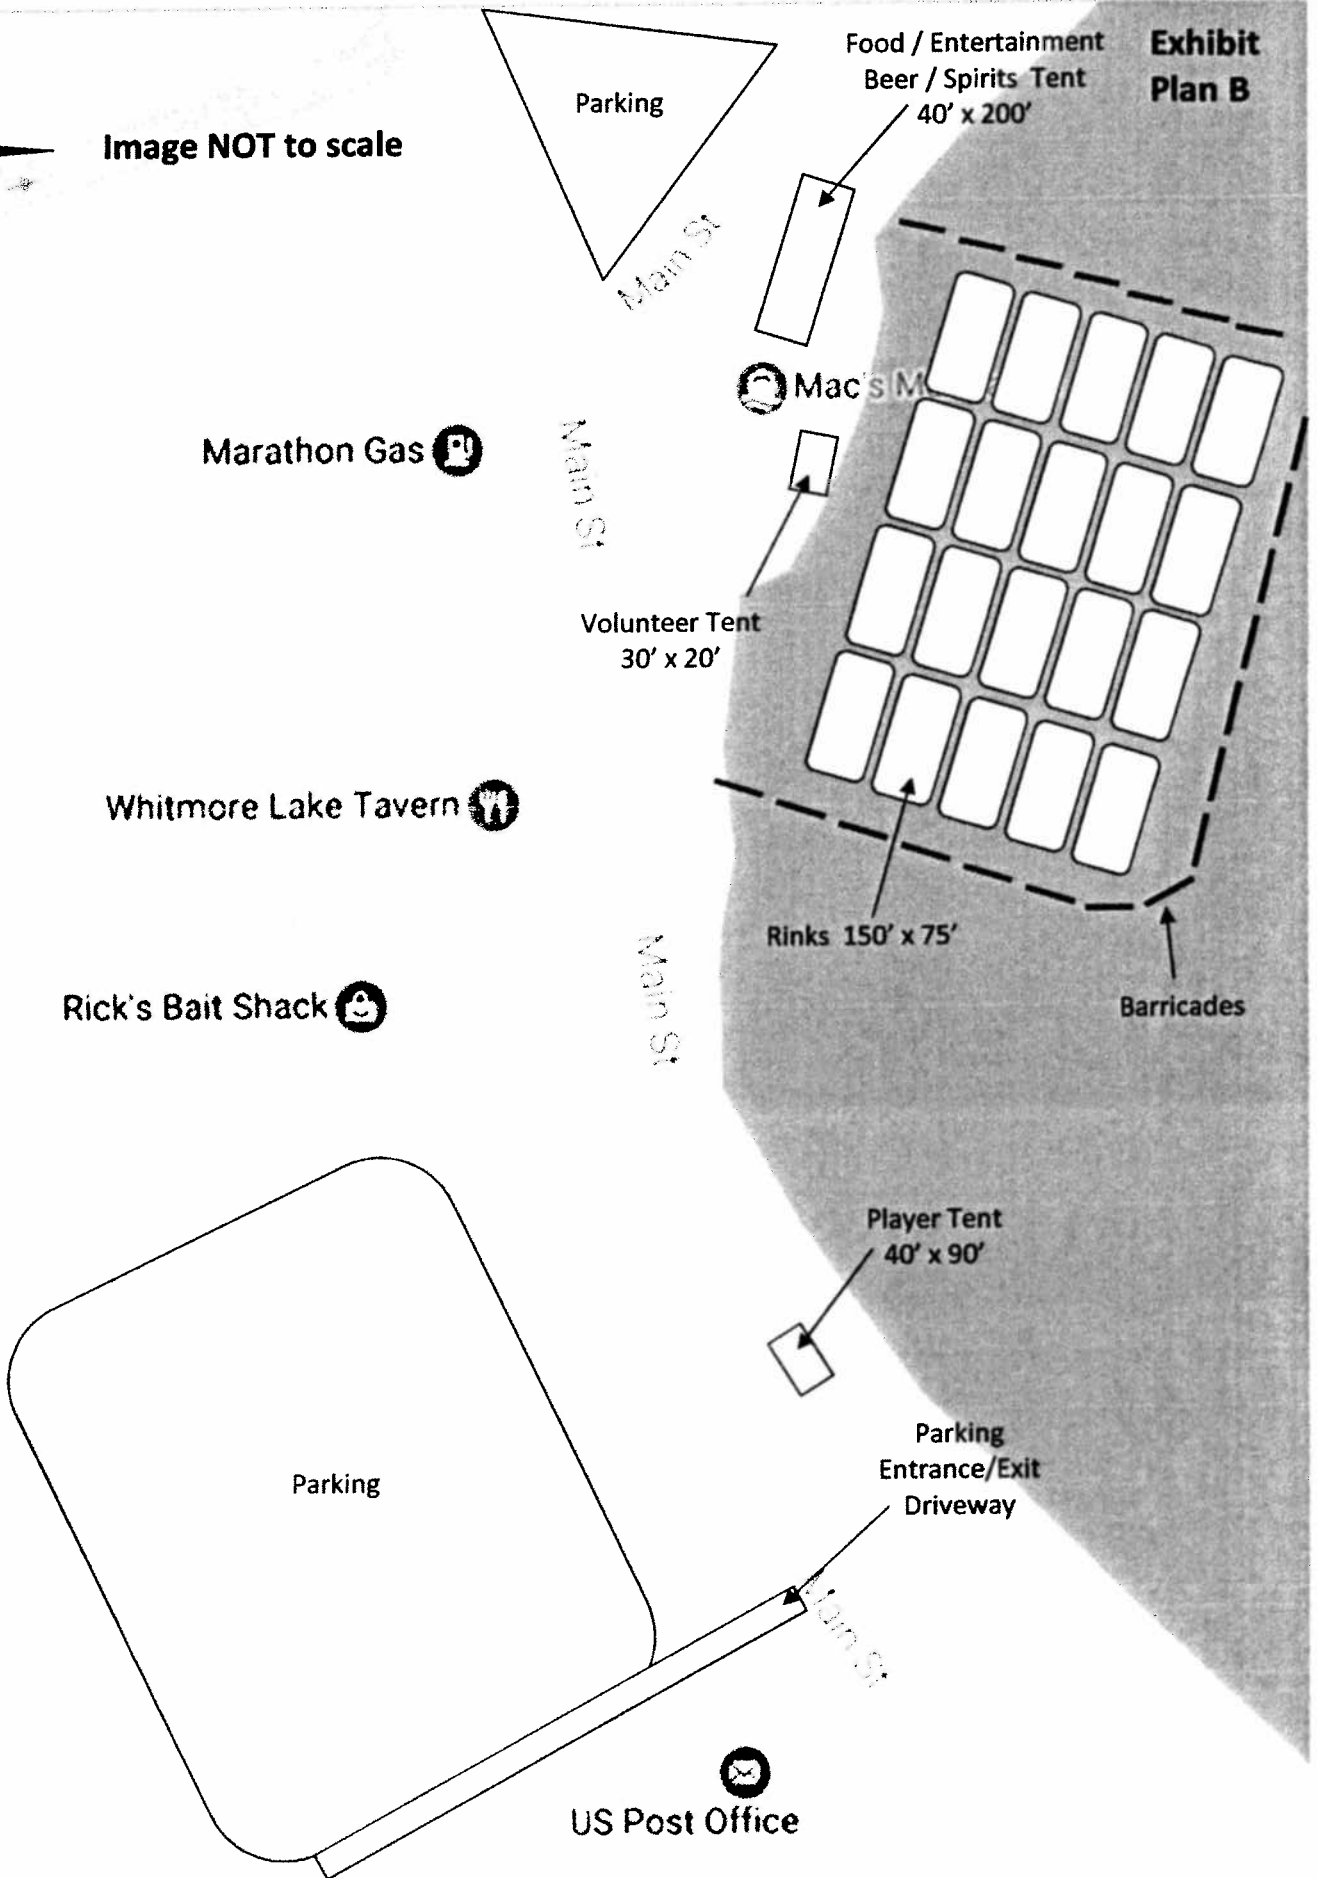 Food / Entertainment
Beer / Spirits Tent
40' x 200'
Exhibit
Plan B
Parking
Image NOT to scale
Main St
Mac's
Marathon Gas
Main St
Volunteer Tent
30' x 20'
Whitmore Lake Tavern
Rinks 150' x 75'
Main St
Rick's Bait Shack
Barricades
Player Tent
40' x 90'
Parking
Entrance/Exit
Driveway
Parking
Main St
US Post Office